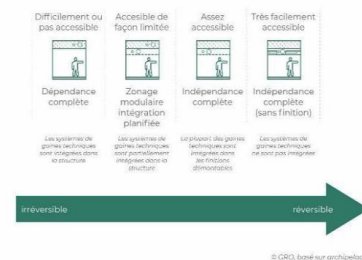 Difficilement ou
pas accessible
Dépendance
complète
Les systèmes de
gaines techniques
sont intégrées dans
la structure
Accesible de
façon limitée
Zonage
modulaire
intégration
planifiée
Les systèmes de
gaines techniques
sont partiellement
intégrées dans la
structure
Assez
accessible
Indépendance
complète
La plupart des gaines
techniques sont
intégrées dans
les finitions
démontables
Très facilement
accessible
Indépendance
complète
(sans finition)
Les systèmes de
gaines techniques
ne sont pas intégrées
irréversible
réversible
© GRO, basé sur archipelago